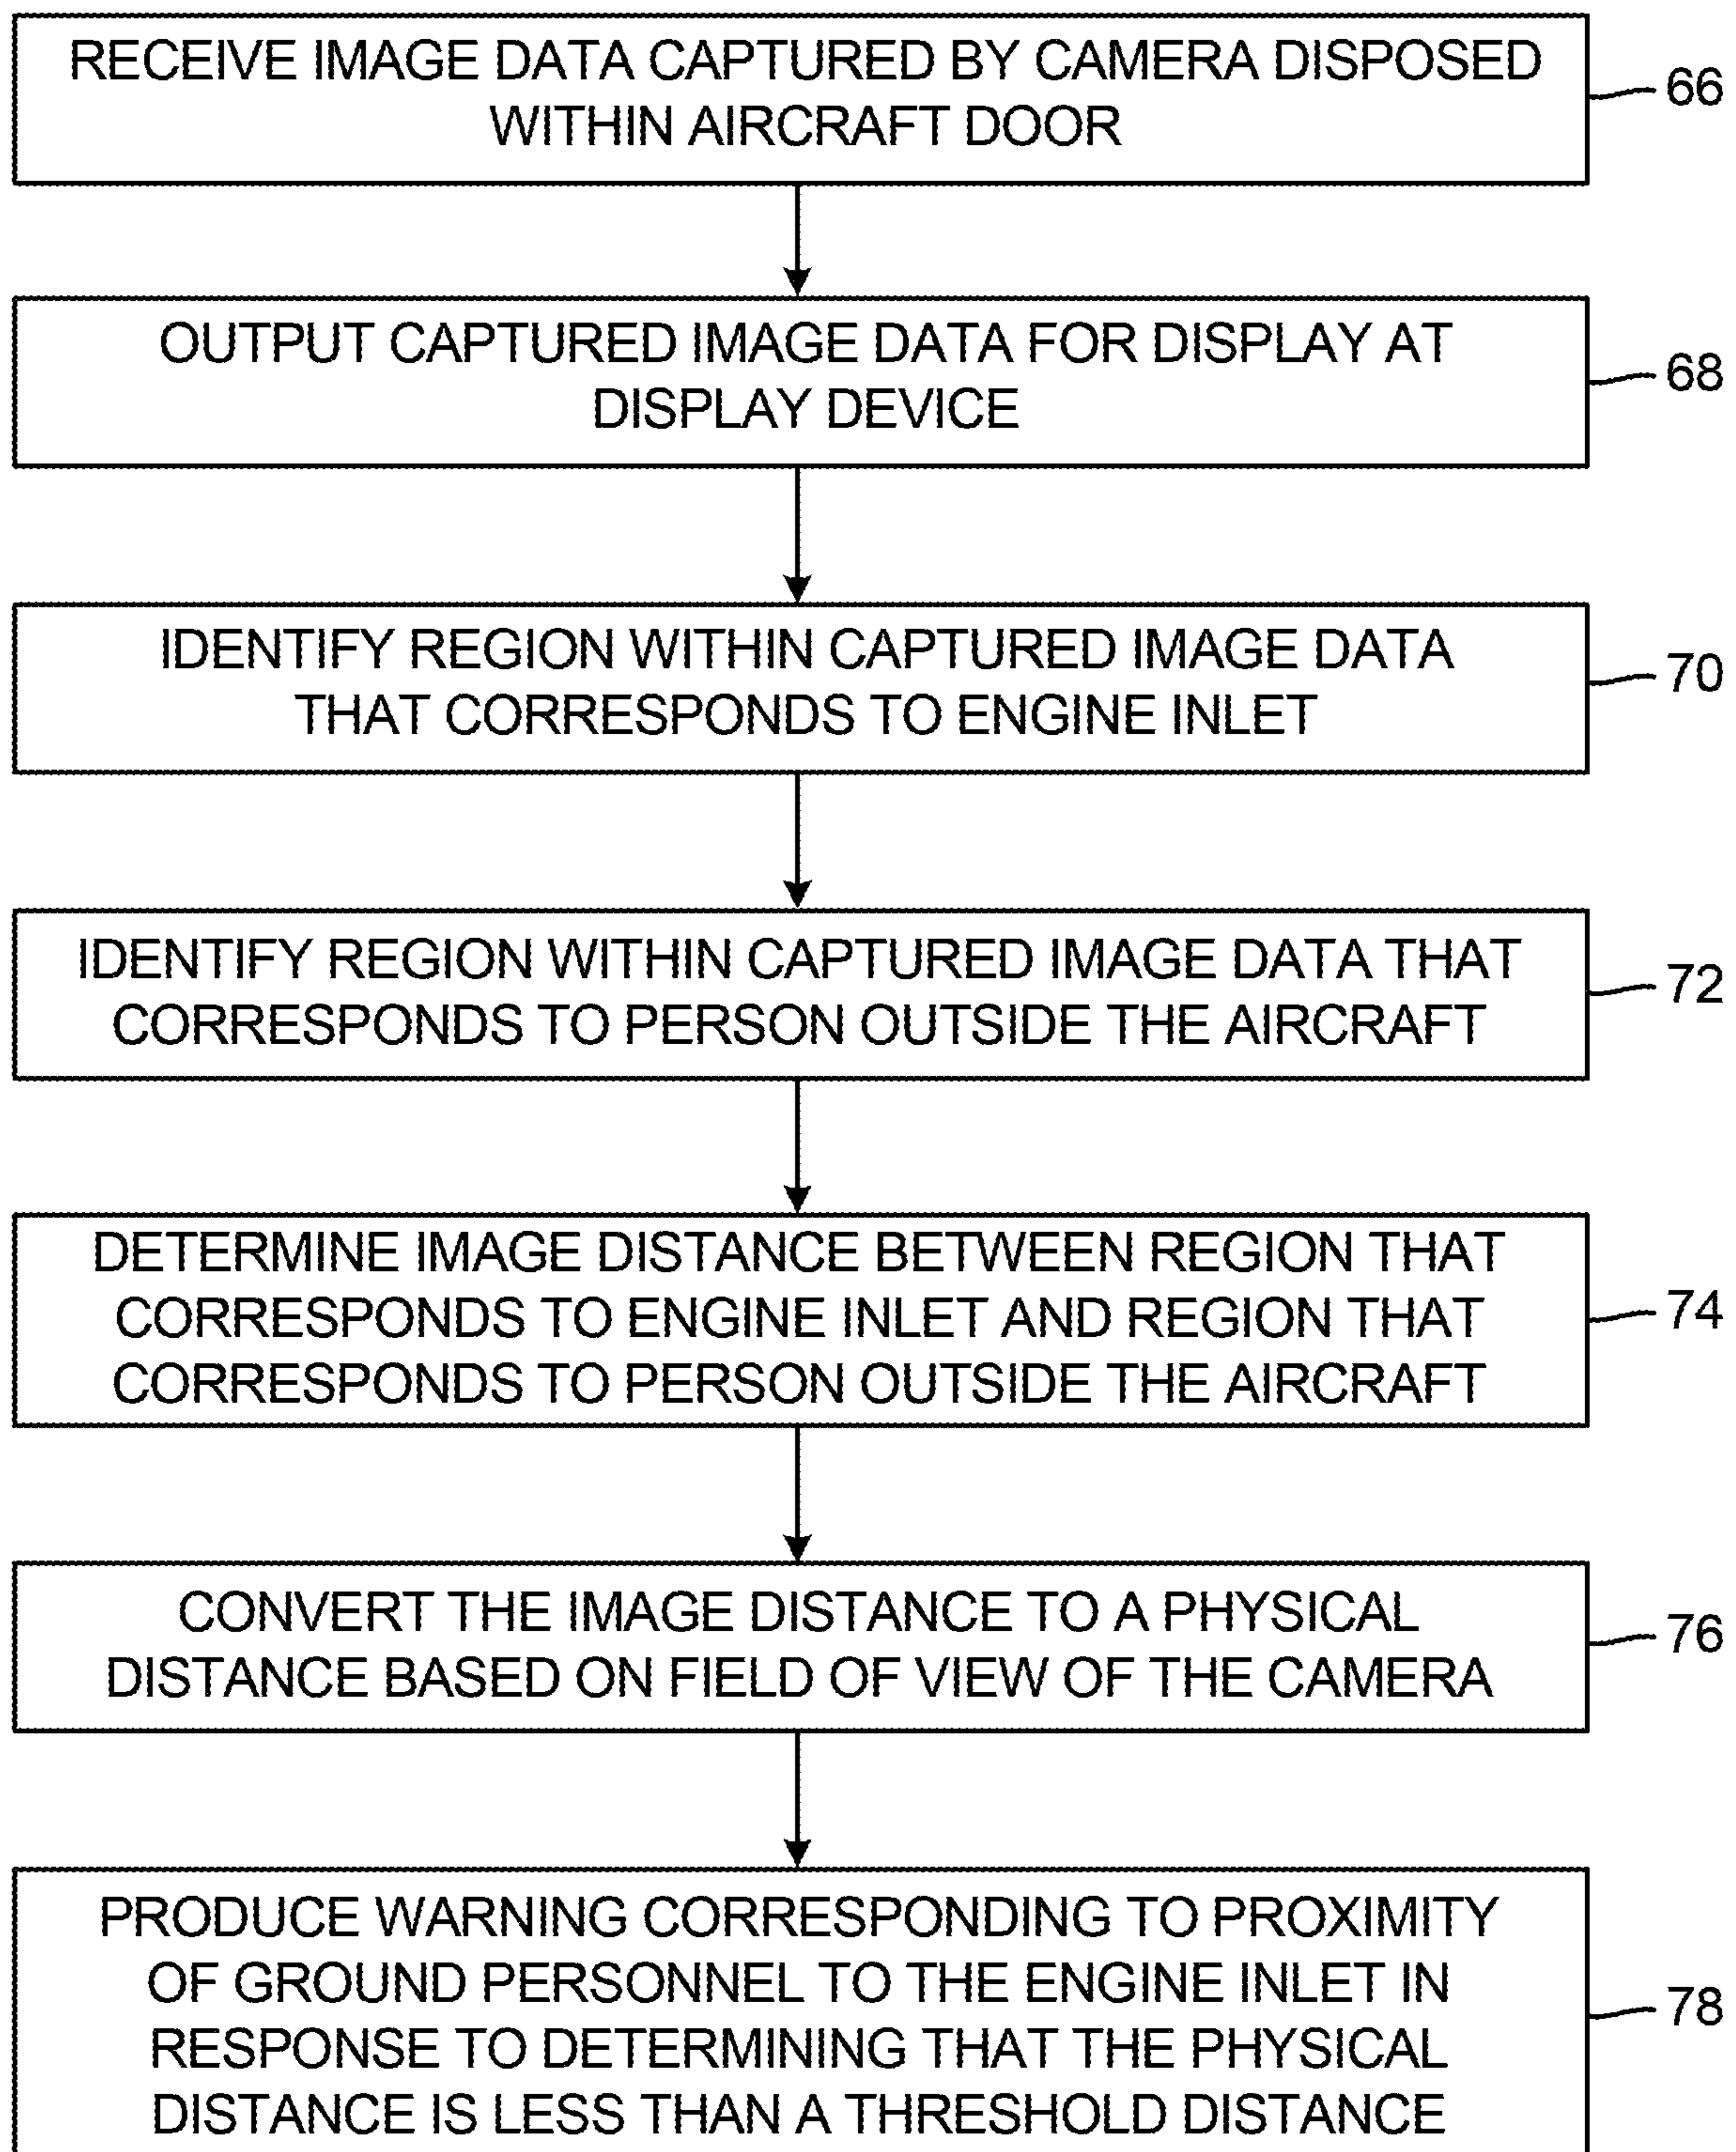 RECEIVE IMAGE DATA CAPTURED BY CAMERA DISPOSED
WITHIN AIRCRAFT DOOR
66
OUTPUT CAPTURED IMAGE DATA FOR DISPLAY AT
DISPLAY DEVICE
68
IDENTIFY REGION WITHIN CAPTURED IMAGE DATA
THAT CORRESPONDS TO ENGINE INLET
70
IDENTIFY REGION WITHIN CAPTURED IMAGE DATA THAT
CORRESPONDS TO PERSON OUTSIDE THE AIRCRAFT
72
DETERMINE IMAGE DISTANCE BETWEEN REGION THAT
CORRESPONDS TO ENGINE INLET AND REGION THAT
CORRESPONDS TO PERSON OUTSIDE THE AIRCRAFT
74
CONVERT THE IMAGE DISTANCE TO A PHYSICAL
DISTANCE BASED ON FIELD OF VIEW OF THE CAMERA
76
PRODUCE WARNING CORRESPONDING TO PROXIMITY
OF GROUND PERSONNEL TO THE ENGINE INLET IN
RESPONSE TO DETERMINING THAT THE PHYSICAL
DISTANCE IS LESS THAN A THRESHOLD DISTANCE
78